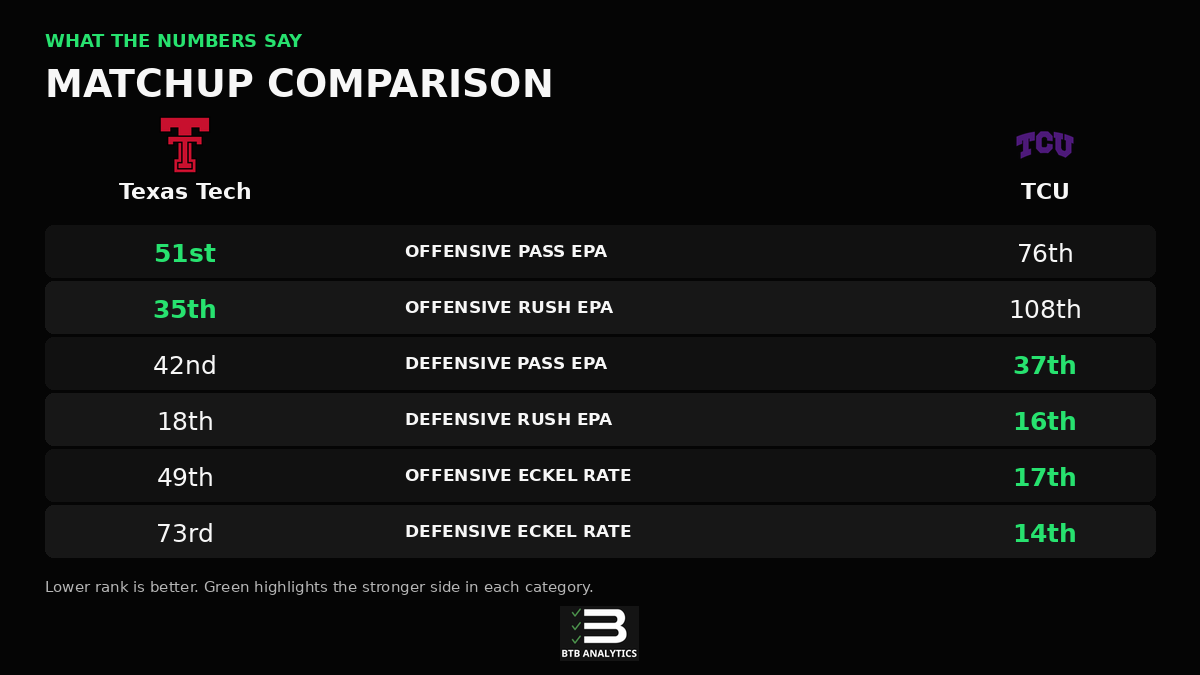 WHAT THE NUMBERS SAY
MATCHUP COMPARISON
TCU
Texas Tech TCU
51st OFFENSIVE PASS EPA 76th
35th OFFENSIVE RUSH EPA 108th
42nd DEFENSIVE PASS EPA 37th
18th DEFENSIVE RUSH EPA 16th
49th OFFENSIVE ECKEL RATE 17th
73rd DEFENSIVE ECKEL RATE 14th
Lower rank is better. Green highlights the stronger side in each category.
BTB ANALYTICS